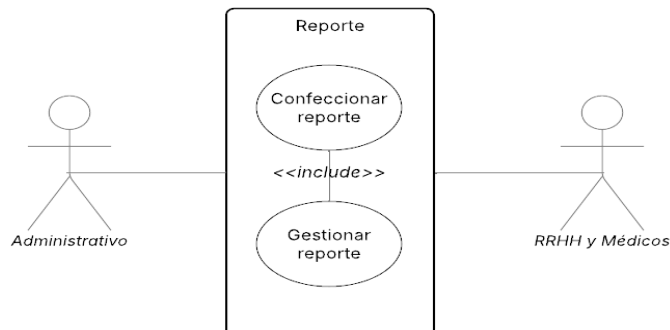 Reporte
Confeccionar
reporte
<<include>>
Gestionar
reporte
Administrativo
RRHH y Médicos